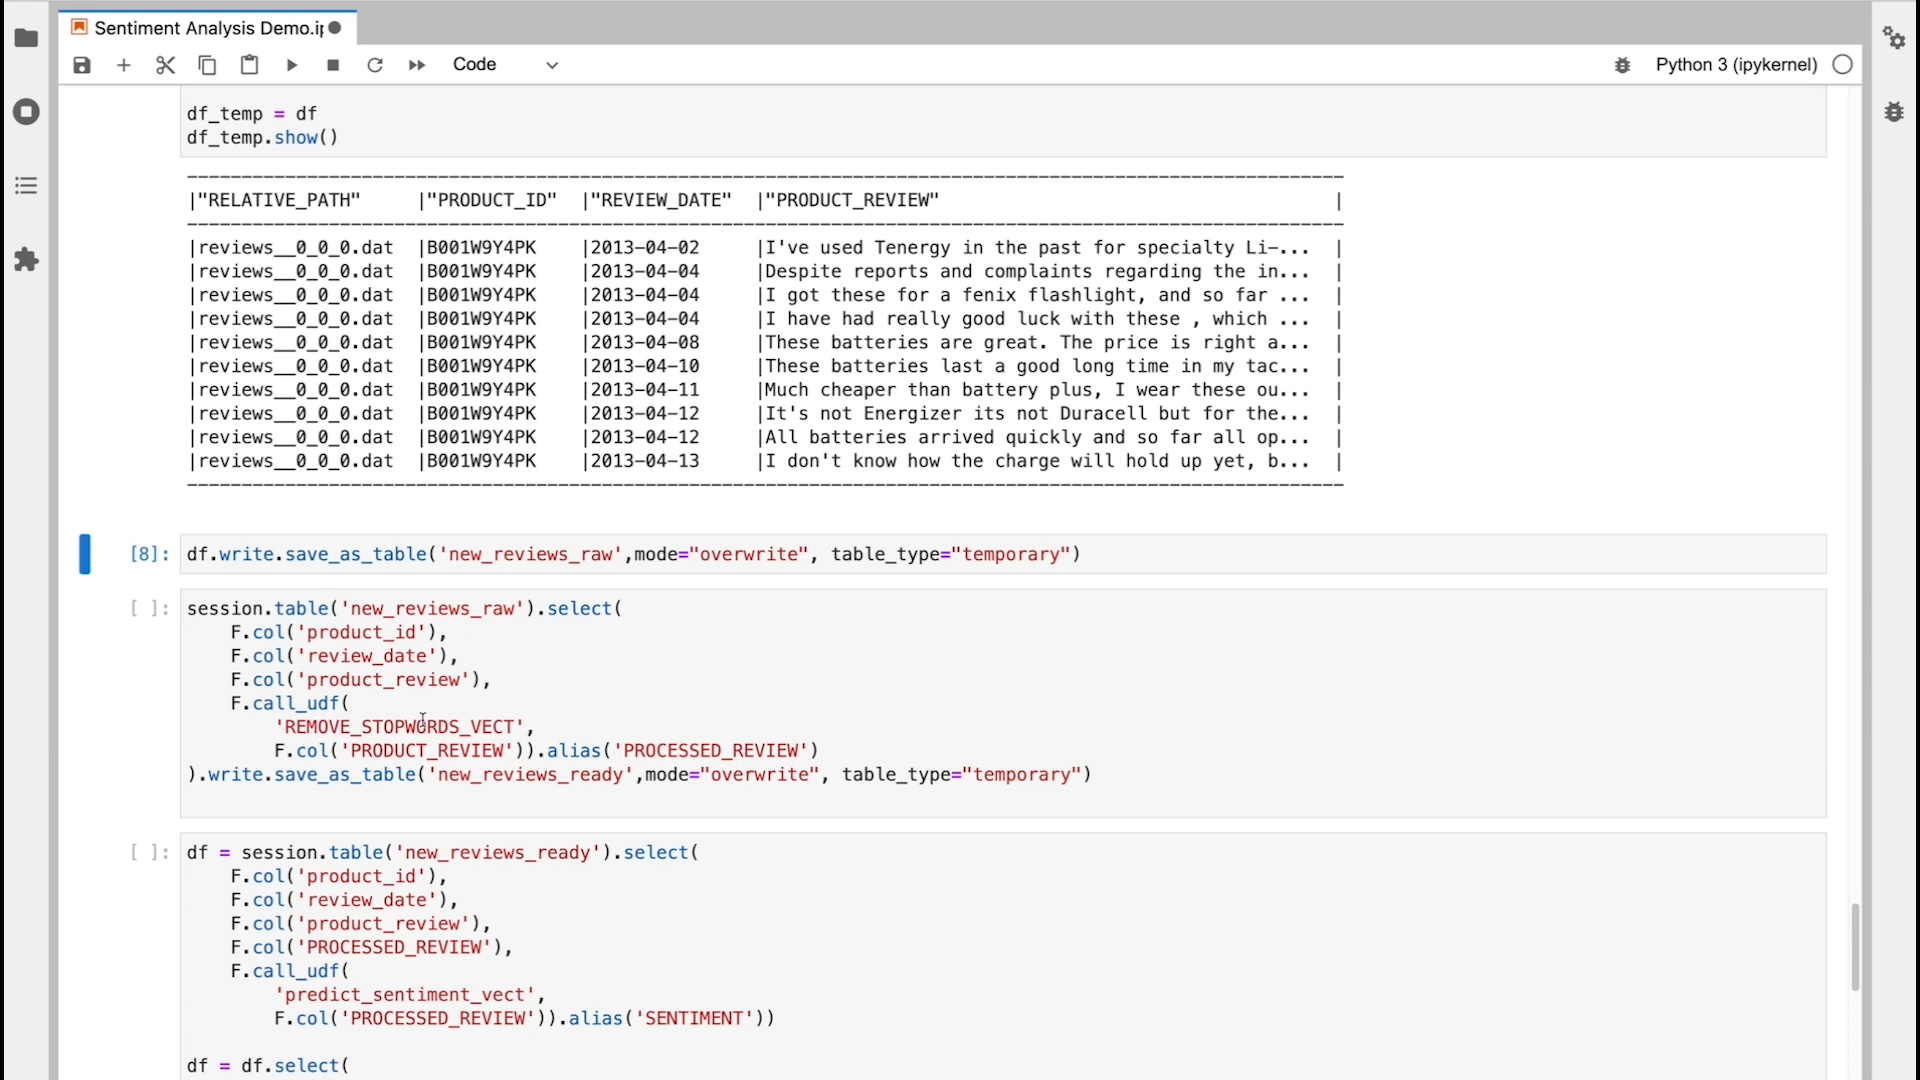 Sentiment Analysis Demo.ip
Code
Python 3 (ipykernel)
df_temp = df
df_temp.show()
|"RELATIVE_PATH" |"PRODUCT_ID" |"REVIEW_DATE" |"PRODUCT_REVIEW" |
|reviews__0_0_0.dat |B001W9Y4PK |2013-04-02 |I've used Tenergy in the past for specialty Li-... |
|reviews__0_0_0.dat |B001W9Y4PK |2013-04-04 |Despite reports and complaints regarding the in... |
|reviews__0_0_0.dat |B001W9Y4PK |2013-04-04 |I got these for a fenix flashlight, and so far ... |
|reviews__0_0_0.dat |B001W9Y4PK |2013-04-04 |I have had really good luck with these , which ... |
|reviews__0_0_0.dat |B001W9Y4PK |2013-04-08 |These batteries are great. The price is right a... |
|reviews__0_0_0.dat |B001W9Y4PK |2013-04-10 |These batteries last a good long time in my tac... |
|reviews__0_0_0.dat |B001W9Y4PK |2013-04-11 |Much cheaper than battery plus, I wear these ou... |
|reviews__0_0_0.dat |B001W9Y4PK |2013-04-12 |It's not Energizer its not Duracell but for the... |
|reviews__0_0_0.dat |B001W9Y4PK |2013-04-12 |All batteries arrived quickly and so far all op... |
|reviews__0_0_0.dat |B001W9Y4PK |2013-04-13 |I don't know how the charge will hold up yet, b... |
[8]: df.write.save_as_table('new_reviews_raw',mode="overwrite", table_type="temporary")
[ ]: session.table('new_reviews_raw').select(
F.col('product_id'),
F.col('review_date'),
F.col('product_review'),
F.call_udf(
'REMOVE_STOPWORDS_VECT',
F.col('PRODUCT_REVIEW')).alias('PROCESSED_REVIEW')
).write.save_as_table('new_reviews_ready',mode="overwrite", table_type="temporary")
[ ]: df = session.table('new_reviews_ready').select(
F.col('product_id'),
F.col('review_date'),
F.col('product_review'),
F.col('PROCESSED_REVIEW'),
F.call_udf(
'predict_sentiment_vect',
F.col('PROCESSED_REVIEW')).alias('SENTIMENT'))
df = df.select(